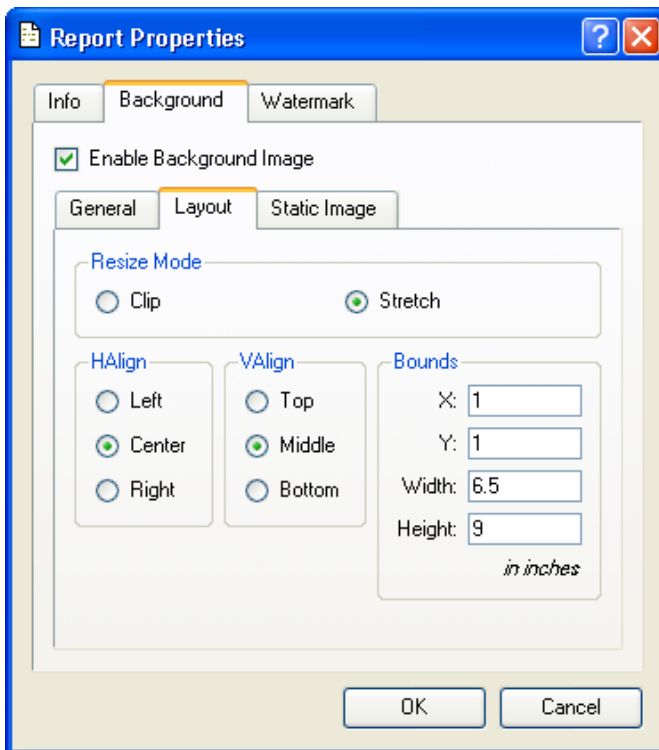 Report Properties
Info Background Watermark
Enable Background Image
General Layout Static Image
Resize Mode
Clip Stretch
HAlign VAlign Bounds
Left Top X: 1
Center Middle Y: 1
Right Bottom Width: 6.5
Height: 9
in inches
OK Cancel